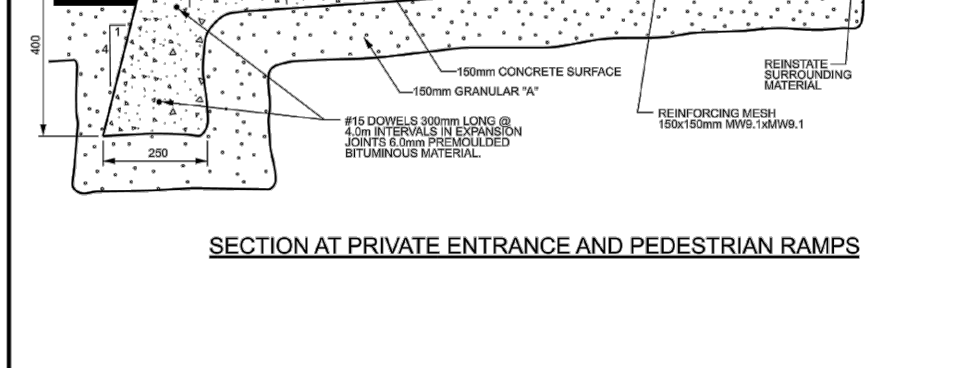 400
1
4
150mm CONCRETE SURFACE
150mm GRANULAR "A"
REINSTATE
SURROUNDING
MATERIAL
REINFORCING MESH
150x150mm MW9.1xMW9.1
#15 DOWELS 300mm LONG @
4.0m INTERVALS IN EXPANSION
JOINTS 6.0mm PREMOULDED
BITUMINOUS MATERIAL.
250
SECTION AT PRIVATE ENTRANCE AND PEDESTRIAN RAMPS